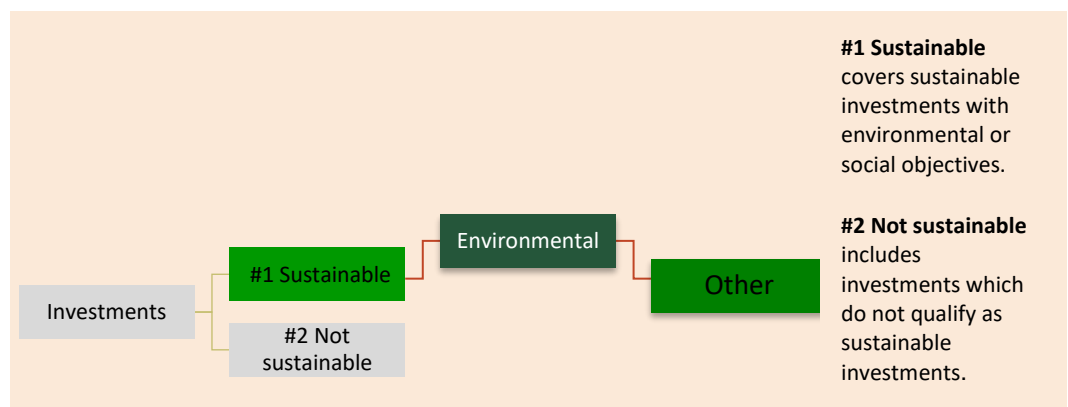 Investments
#1 Sustainable
#2 Not
sustainable
Environmental
Other
#1 Sustainable
covers sustainable
investments with
environmental or
social objectives.
#2 Not sustainable
includes
investments which
do not qualify as
sustainable
investments.